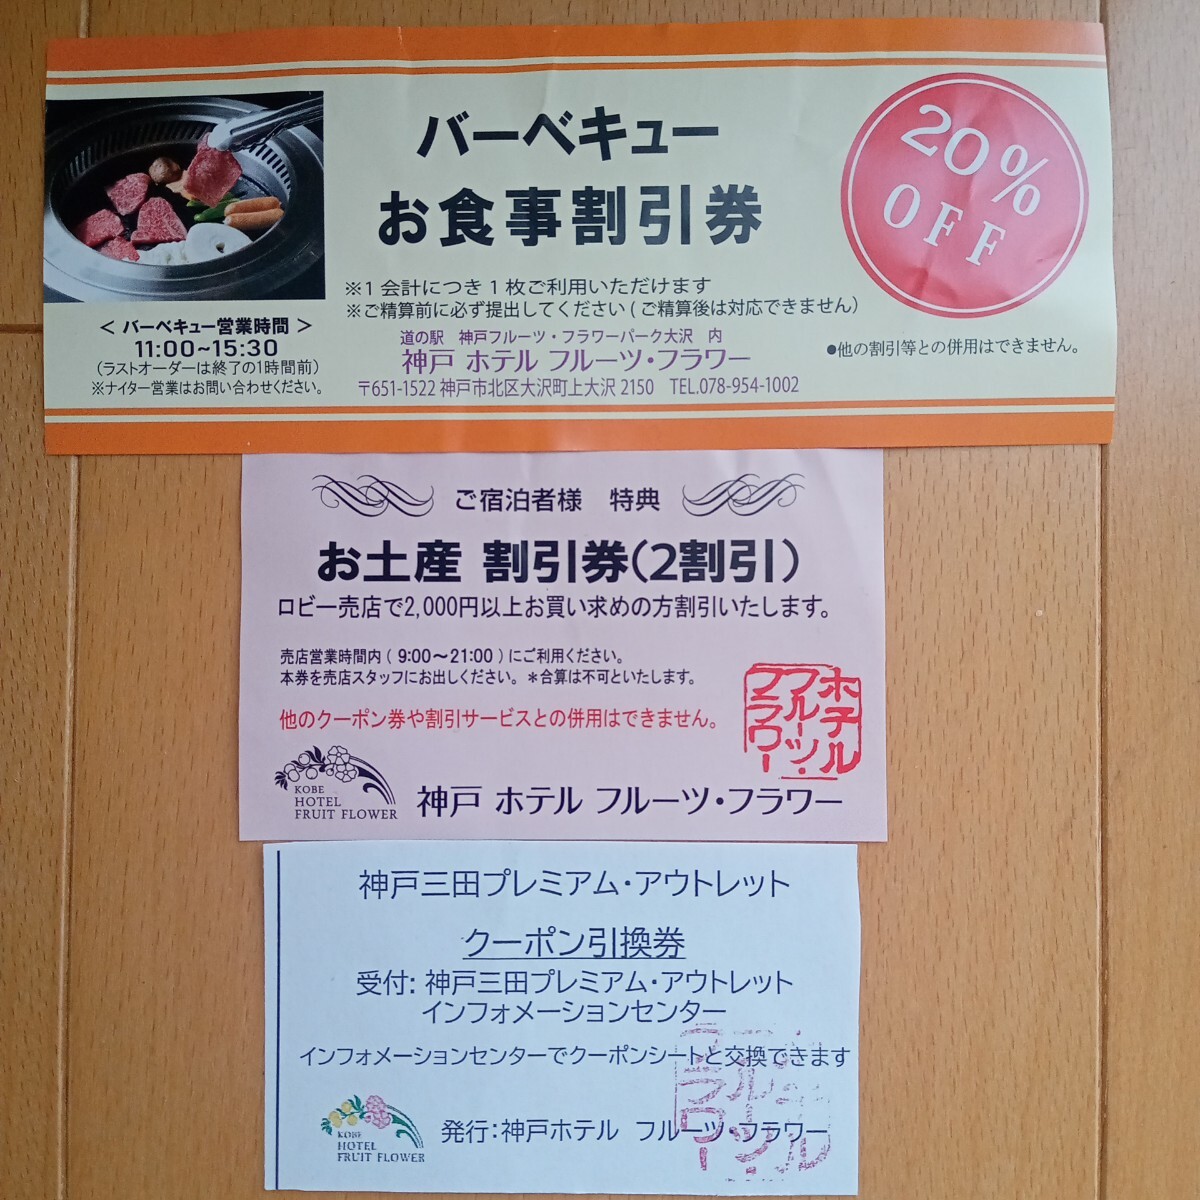 バーベキュー
お食事割引券
20%
OFF
※1会計につき1枚ご利用いただけます
※ご精算前に必ず提出してください(ご精算後は対応できません)
道の駅 神戸フルーツ・フラワーパーク大沢 内
神戸 ホテル フルーツ・フラワー
〒651-1522 神戸市北区大沢町上大沢 2150 TEL.078-954-1002
●他の割引等との併用はできません。
< バーベキュー営業時間 >
11:00~15:30
(ラストオーダーは終了の1時間前)
※ナイター営業はお問い合わせください。
ご宿泊者様 特典
お土産 割引券(2割引)
ロビー売店で2,000円以上お買い求めの方割引いたします。
売店営業時間内 ( 9:00~21:00 ) にご利用ください。
本券を売店スタッフにお出しください。*合算は不可といたします。
他のクーポン券や割引サービスとの併用はできません。
ホテル
フルーツ・
フラワー
KOBE
HOTEL
FRUIT FLOWER
神戸 ホテル フルーツ・フラワー
神戸三田プレミアム・アウトレット
クーポン引換券
受付: 神戸三田プレミアム・アウトレット
インフォメーションセンター
インフォメーションセンターでクーポンシートと交換できます
ホテル
フルーツ・
フラワー
KOBE
HOTEL
FRUIT FLOWER
発行:神戸ホテル フルーツ・フラワー